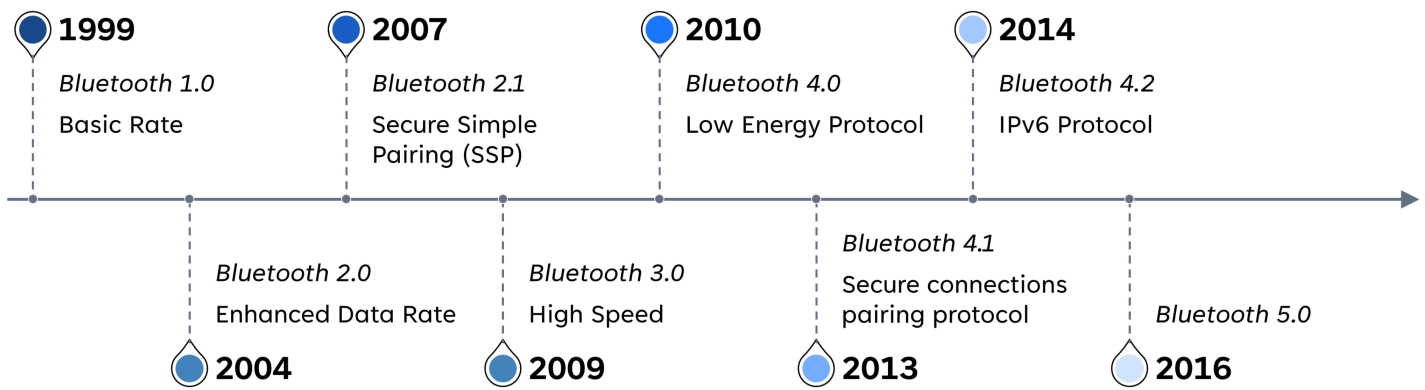 1999
Bluetooth 1.0
Basic Rate
2007
Bluetooth 2.1
Secure Simple
Pairing (SSP)
2010
Bluetooth 4.0
Low Energy Protocol
2014
Bluetooth 4.2
IPv6 Protocol
Bluetooth 2.0
Enhanced Data Rate
2004
Bluetooth 3.0
High Speed
2009
Bluetooth 4.1
Secure connections
pairing protocol
2013
Bluetooth 5.0
2016